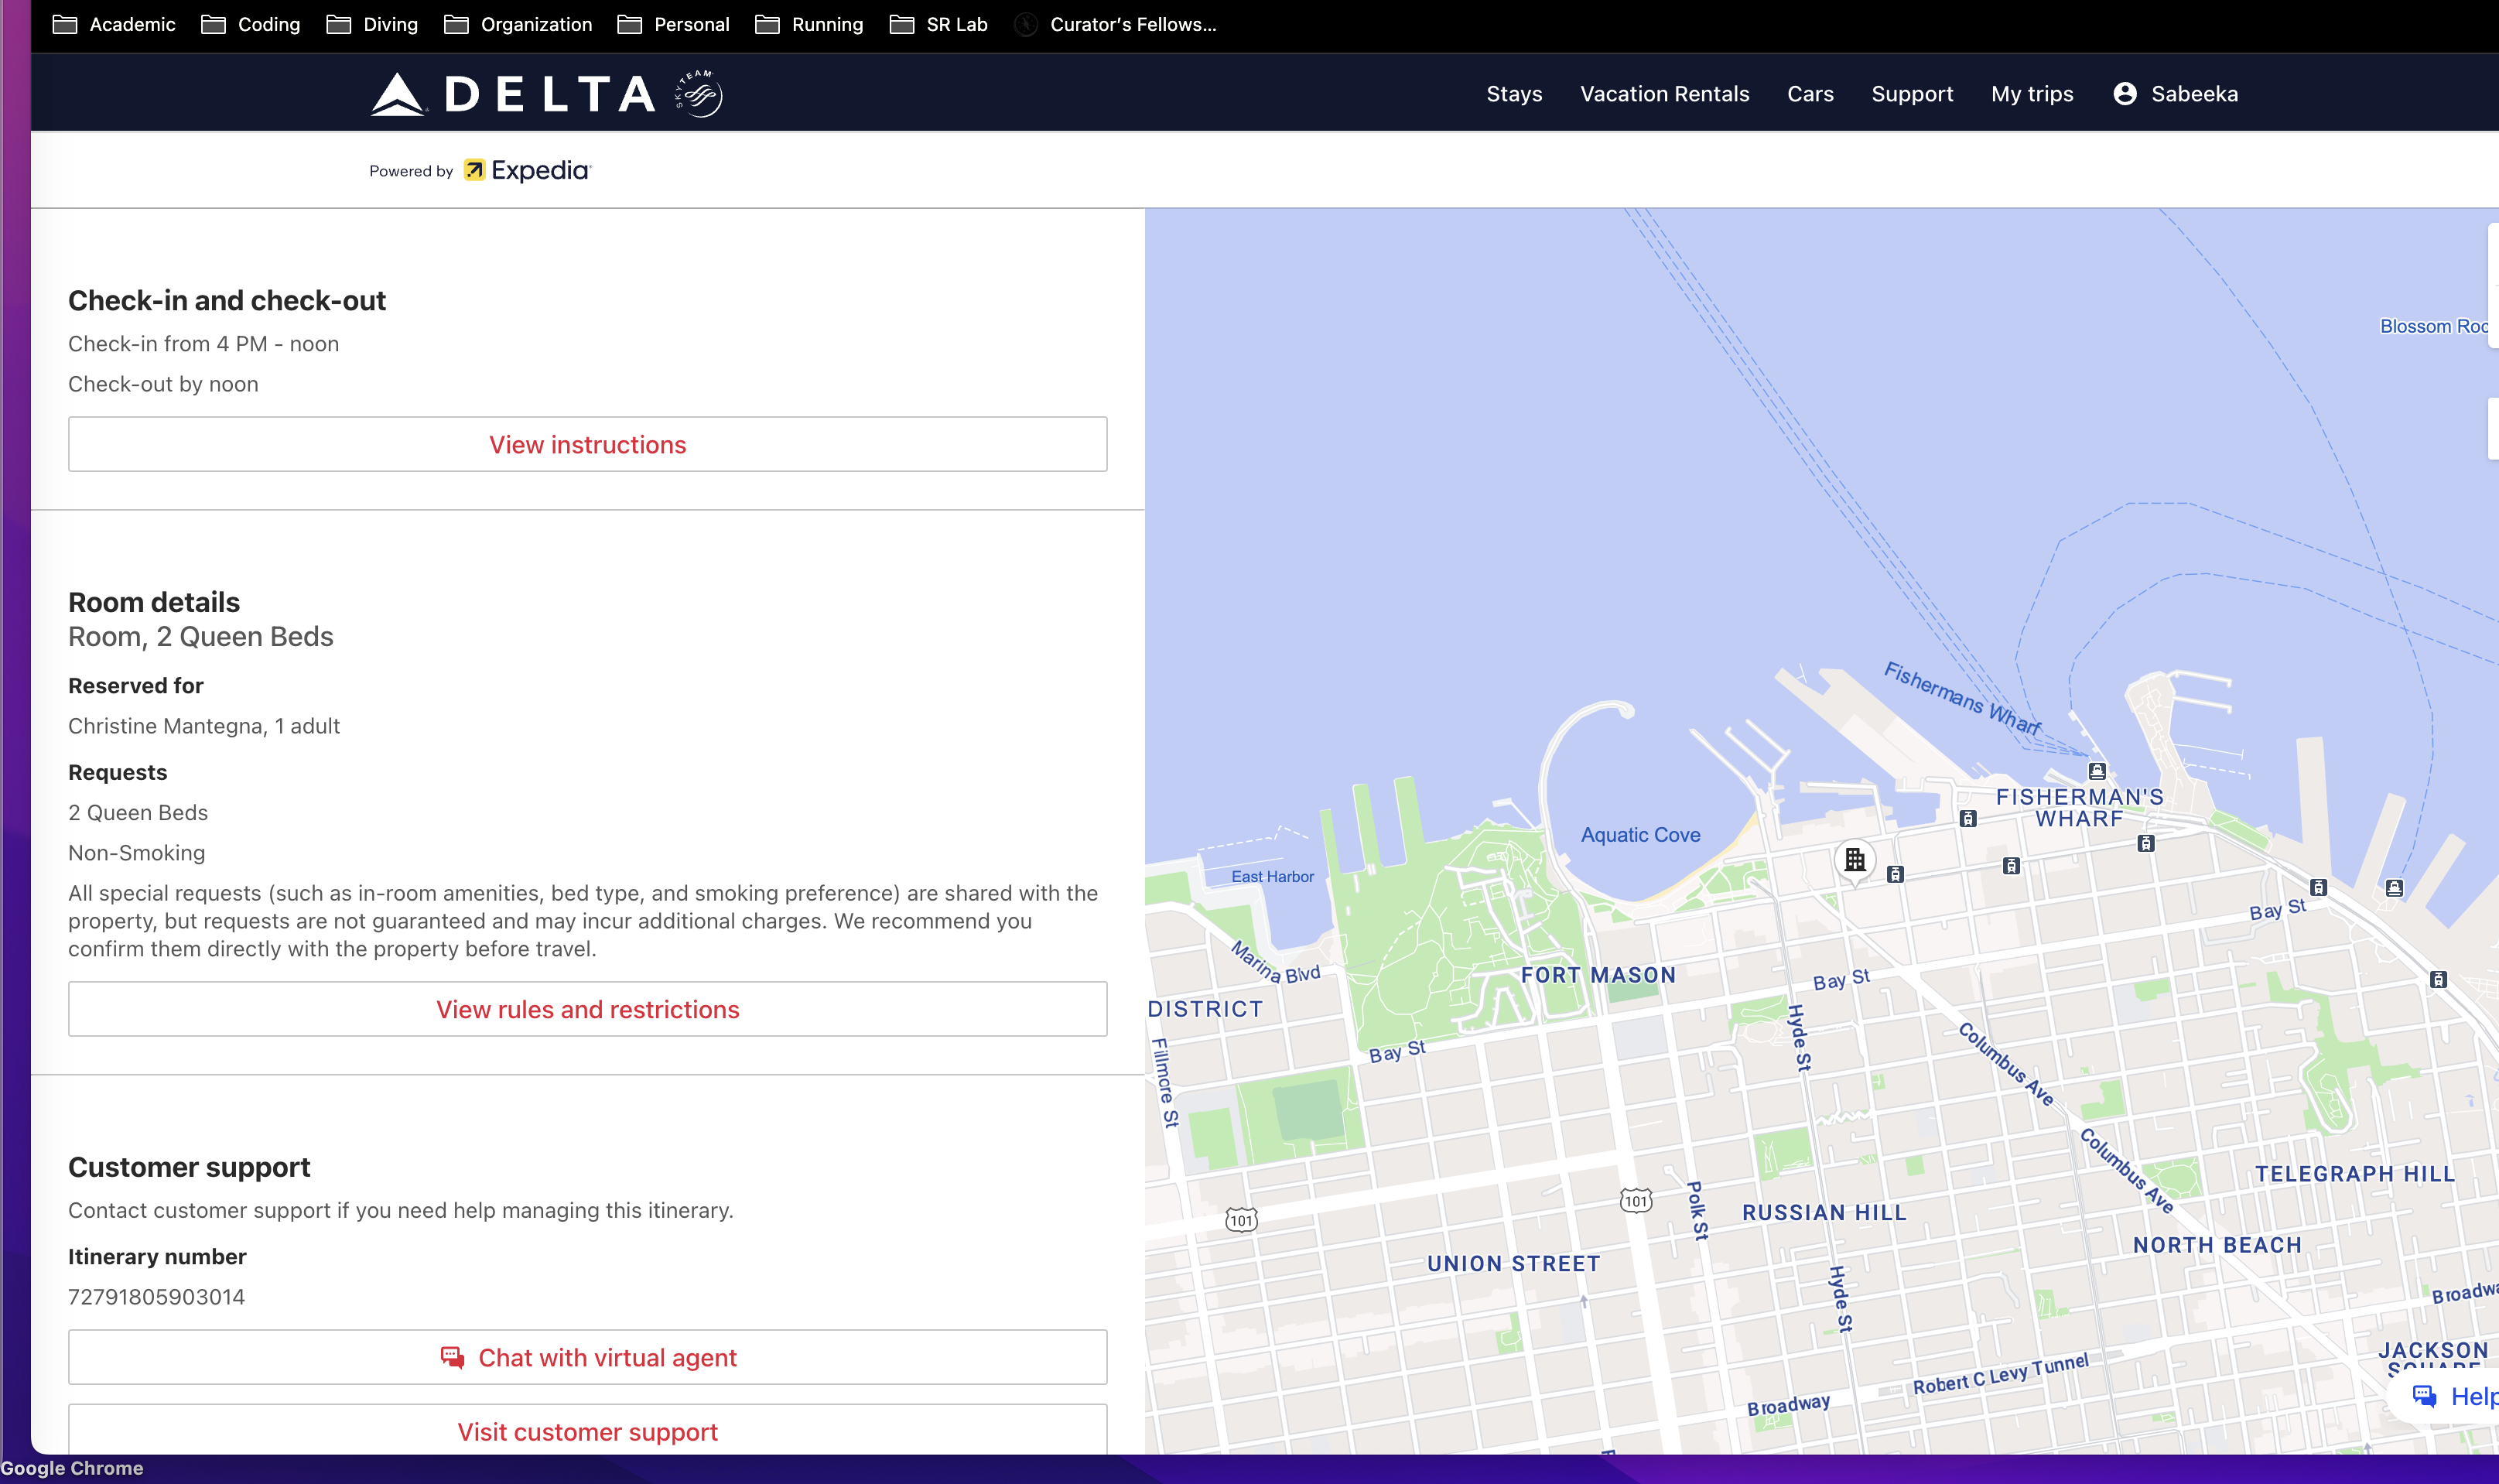 Academic
Coding
Diving
Organization
Personal
Running
SR Lab
Curator's Fellows...
DELTA
SKYTEAM
Stays
Vacation Rentals
Cars
Support
My trips
Sabeeka
Powered by Expedia
Check-in and check-out
Check-in from 4 PM - noon
Check-out by noon
View instructions
Room details
Room, 2 Queen Beds
Reserved for
Christine Mantegna, 1 adult
Requests
2 Queen Beds
Non-Smoking
All special requests (such as in-room amenities, bed type, and smoking preference) are shared with the
property, but requests are not guaranteed and may incur additional charges. We recommend you
confirm them directly with the property before travel.
View rules and restrictions
Customer support
Contact customer support if you need help managing this itinerary.
Itinerary number
72791805903014
Chat with virtual agent
Visit customer support
Blossom Roc
Fishermans Wharf
FISHERMAN'S
WHARF
Aquatic Cove
East Harbor
Marina Blvd
Bay St
FORT MASON
Bay St
DISTRICT
Hyde St
Columbus Ave
Bay St
Fillmore St
Columbus Ave
TELEGRAPH HILL
101
101
Polk St
RUSSIAN HILL
NORTH BEACH
UNION STREET
Hyde St
Broadwa
JACKSON
SQUARE
Robert C Levy Tunnel
Broadway
Help
Google Chrome